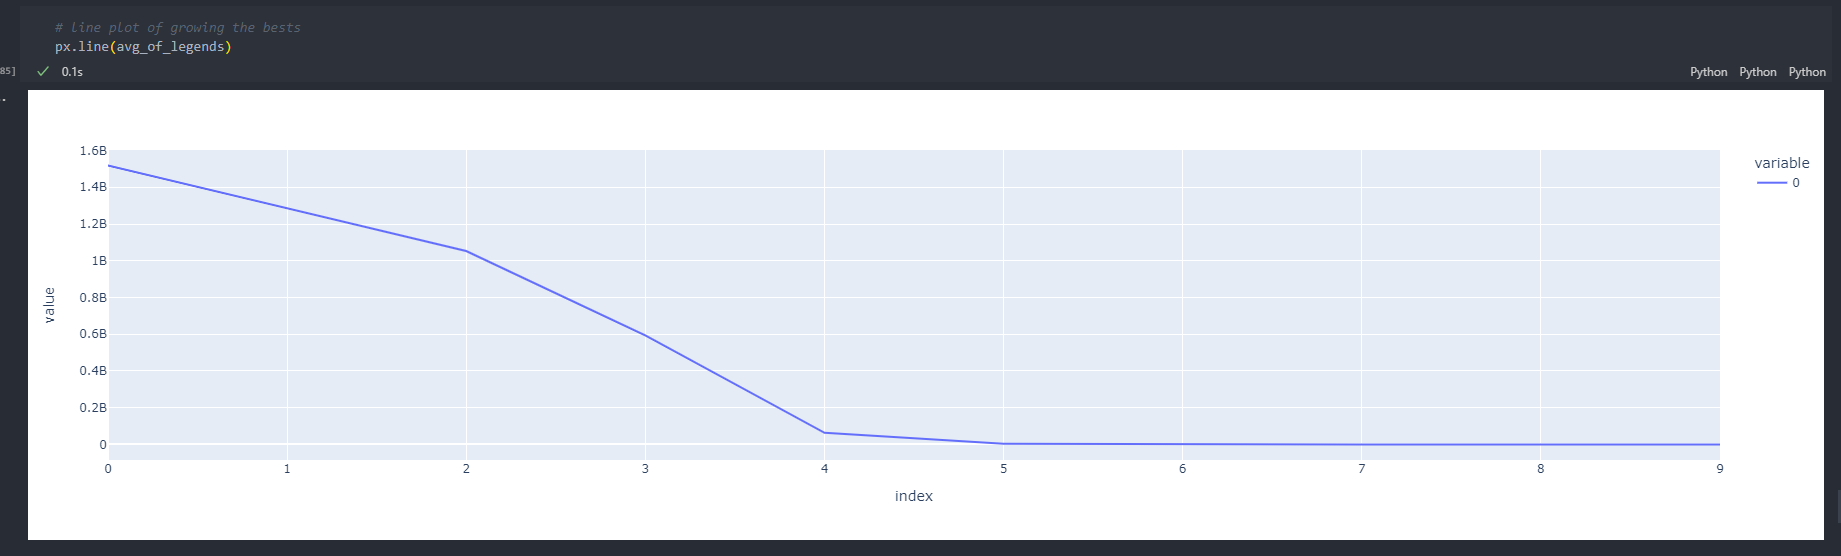 # line plot of growing the bests
px.line(avg_of_legends)
85]
0.1s
Python Python Python
..
1.6B
1.4B
1.2B
1B
0.8B
0.6B
0.4B
0.2B
0
value
0 1 2 3 4 5 6 7 8 9
index
variable
0